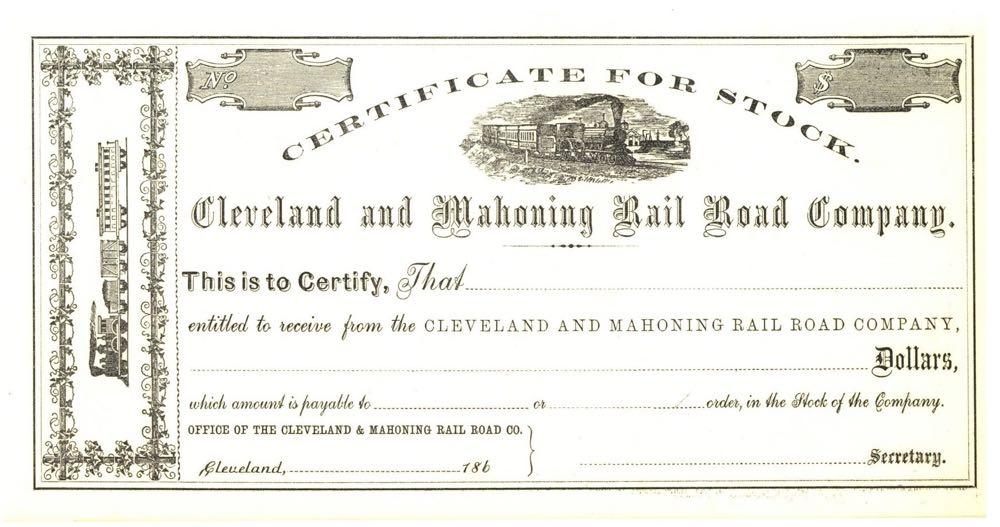 No.
$
CERTIFICATE FOR STOCK.
Cleveland and Mahoning Rail Road Company.
This is to Certify, That
entitled to receive from the CLEVELAND AND MAHONING RAIL ROAD COMPANY,
Dollars,
which amount is payable to or order, in the Stock of the Company.
OFFICE OF THE CLEVELAND & MAHONING RAIL ROAD CO.
Cleveland, 186
Secretary.